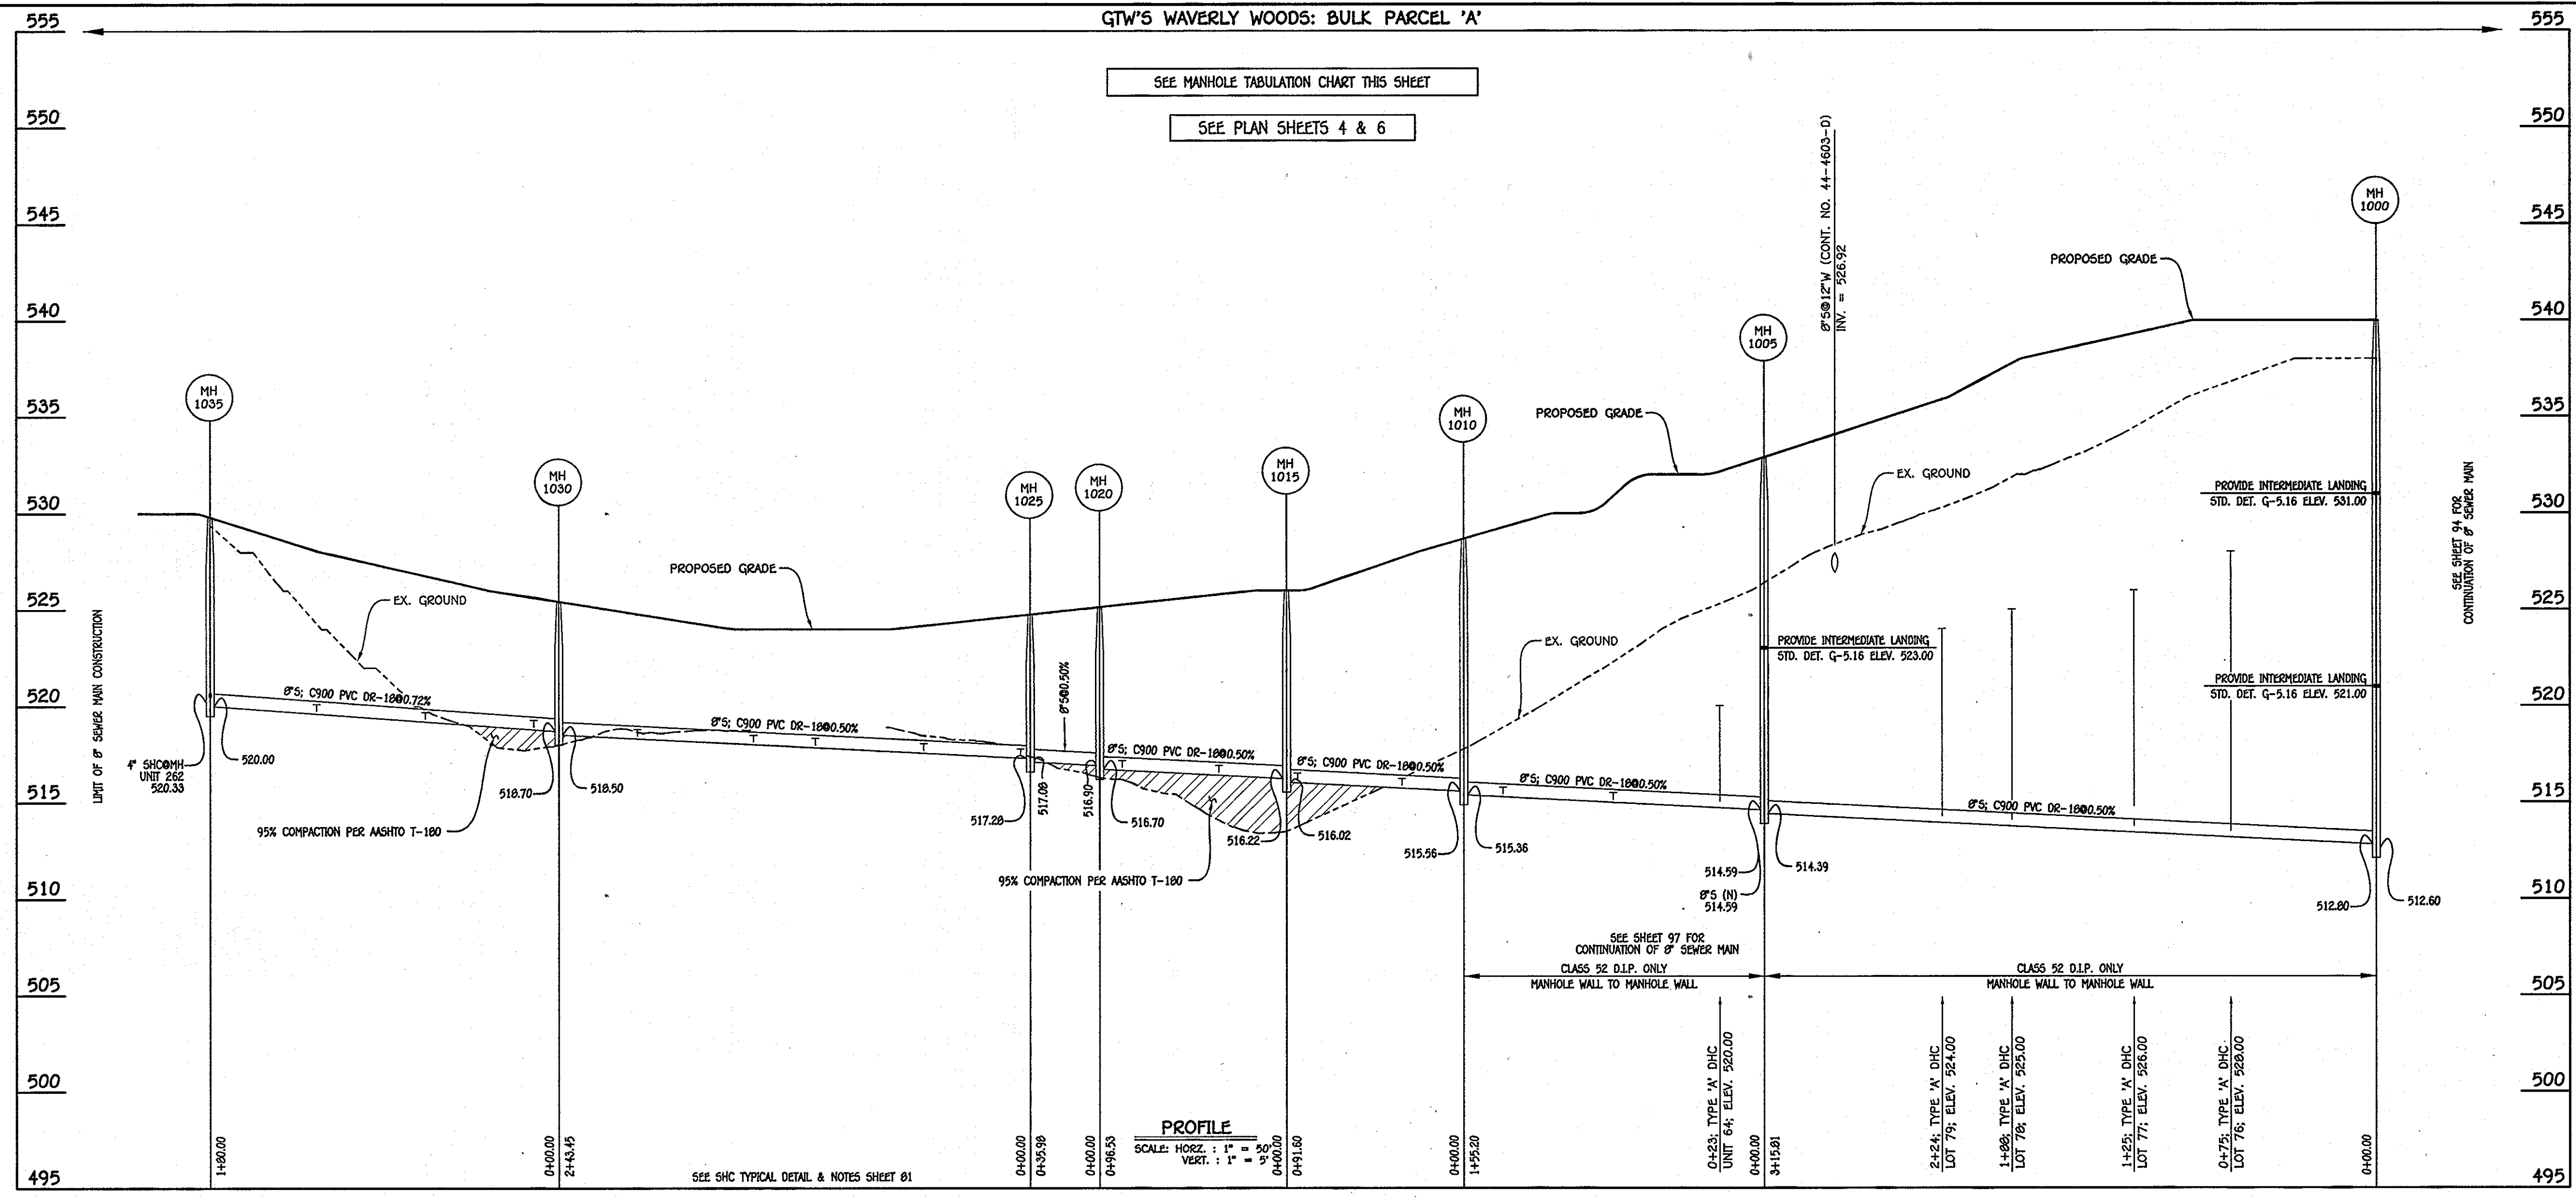 GTW'S WAVERLY WOODS: BULK PARCEL 'A'
SEE MANHOLE TABULATION CHART THIS SHEET
SEE PLAN SHEETS 4 & 6
555
550
545
540
535
530
525
520
515
510
505
500
495
555
550
545
540
535
530
525
520
515
510
505
500
495
LIMIT OF 8" SEWER MAIN CONSTRUCTION
MH
1035
MH
1030
MH
1025
MH
1020
MH
1015
MH
1010
MH
1005
MH
1000
8"S@12"W (CONT. NO. 44-4603-D)
INV. = 526.92
PROPOSED GRADE
PROPOSED GRADE
PROPOSED GRADE
EX. GROUND
EX. GROUND
EX. GROUND
PROVIDE INTERMEDIATE LANDING
STD. DET. G-5.16 ELEV. 531.00
PROVIDE INTERMEDIATE LANDING
STD. DET. G-5.16 ELEV. 523.00
PROVIDE INTERMEDIATE LANDING
STD. DET. G-5.16 ELEV. 521.00
SEE SHEET 94 FOR
CONTINUATION OF 8" SEWER MAIN
8"S; C900 PVC DR-18@0.72%
8"S; C900 PVC DR-18@0.50%
8"S@0.50%
8"S; C900 PVC DR-18@0.50%
8"S; C900 PVC DR-18@0.50%
8"S; C900 PVC DR-18@0.50%
8"S; C900 PVC DR-18@0.50%
4" SHC@MH
UNIT 262
520.33
520.00
518.70
518.50
517.28
517.08
516.90
516.70
516.22
516.02
515.56
515.36
514.59
8"S (N)
514.59
514.39
512.80
512.60
95% COMPACTION PER AASHTO T-180
95% COMPACTION PER AASHTO T-180
SEE SHEET 97 FOR
CONTINUATION OF 8" SEWER MAIN
CLASS 52 D.I.P. ONLY
MANHOLE WALL TO MANHOLE WALL
CLASS 52 D.I.P. ONLY
MANHOLE WALL TO MANHOLE WALL
1+80.00
0+00.00
2+43.45
0+00.00
0+35.98
0+00.00
0+96.53
0+00.00
0+91.60
0+00.00
1+55.20
0+23; TYPE 'A' DHC
UNIT 64; ELEV. 520.00
0+00.00
3+15.81
2+24; TYPE 'A' DHC
LOT 79; ELEV. 524.00
1+88; TYPE 'A' DHC
LOT 78; ELEV. 525.00
1+25; TYPE 'A' DHC
LOT 77; ELEV. 526.00
0+75; TYPE 'A' DHC
LOT 76; ELEV. 528.00
0+00.00
PROFILE
SCALE: HORZ. : 1" = 50'
VERT. : 1" = 5'
SEE SHC TYPICAL DETAIL & NOTES SHEET 81